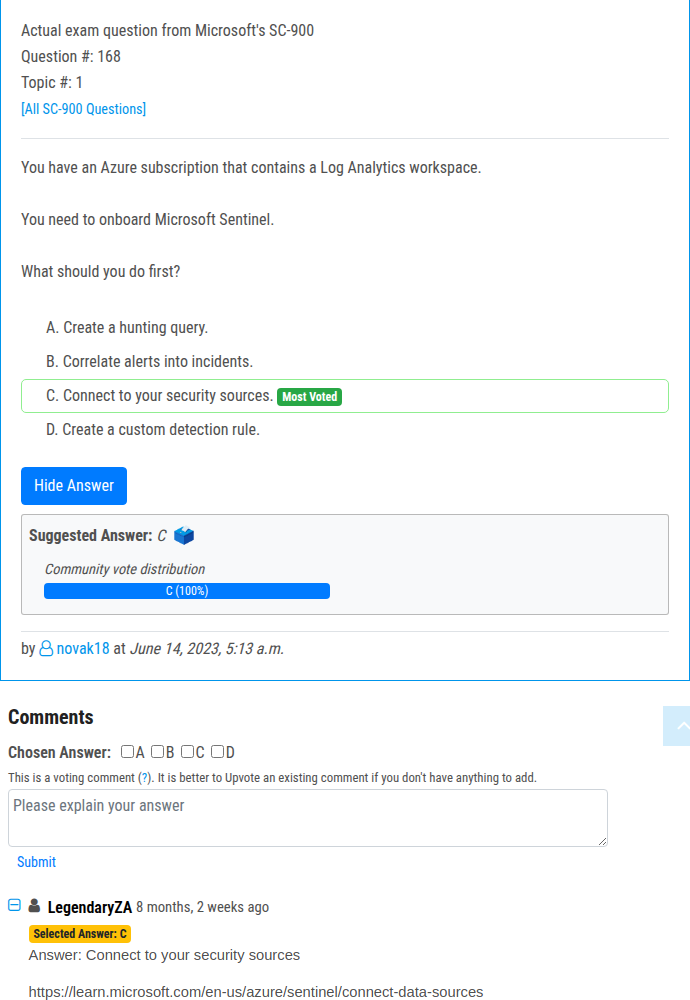 Actual exam question from Microsoft's SC-900
Question #: 168
Topic #: 1
[All SC-900 Questions]
You have an Azure subscription that contains a Log Analytics workspace.
You need to onboard Microsoft Sentinel.
What should you do first?
A. Create a hunting query.
B. Correlate alerts into incidents.
C. Connect to your security sources. Most Voted
D. Create a custom detection rule.
Hide Answer
Suggested Answer: C
Community vote distribution
C (100%)
by novak18 at June 14, 2023, 5:13 a.m.
Comments
Chosen Answer: A B C D
This is a voting comment (?). It is better to Upvote an existing comment if you don't have anything to add.
Please explain your answer
Submit
LegendaryZA 8 months, 2 weeks ago
Selected Answer: C
Answer: Connect to your security sources
https://learn.microsoft.com/en-us/azure/sentinel/connect-data-sources